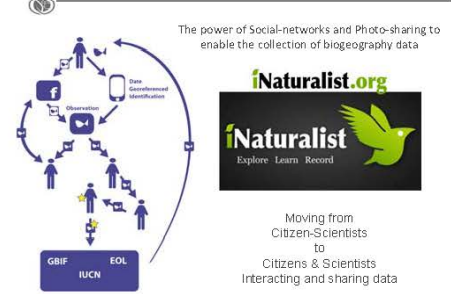 The power of Social-networks and Photo-sharing to
enable the collection of biogeography data
iNaturalist.org
iNaturalist
Explore Learn Record
Moving from
Citizen-Scientists
to
Citizens & Scientists
Interacting and sharing data
f
Date
Georeferenced
Identification
Observation
GBIF EOL
IUCN